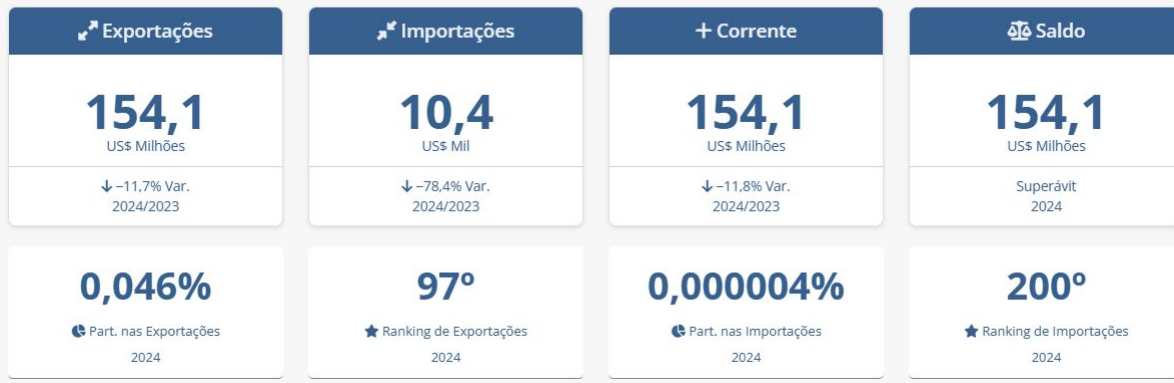 Exportações
154,1
US$ Milhões
−11,7% Var.
2024/2023
Importações
10,4
US$ Mil
−78,4% Var.
2024/2023
Corrente
154,1
US$ Milhões
−11,8% Var.
2024/2023
Saldo
154,1
US$ Milhões
Superávit
2024
0,046%
Part. nas Exportações
2024
97º
Ranking de Exportações
2024
0,000004%
Part. nas Importações
2024
200º
Ranking de Importações
2024